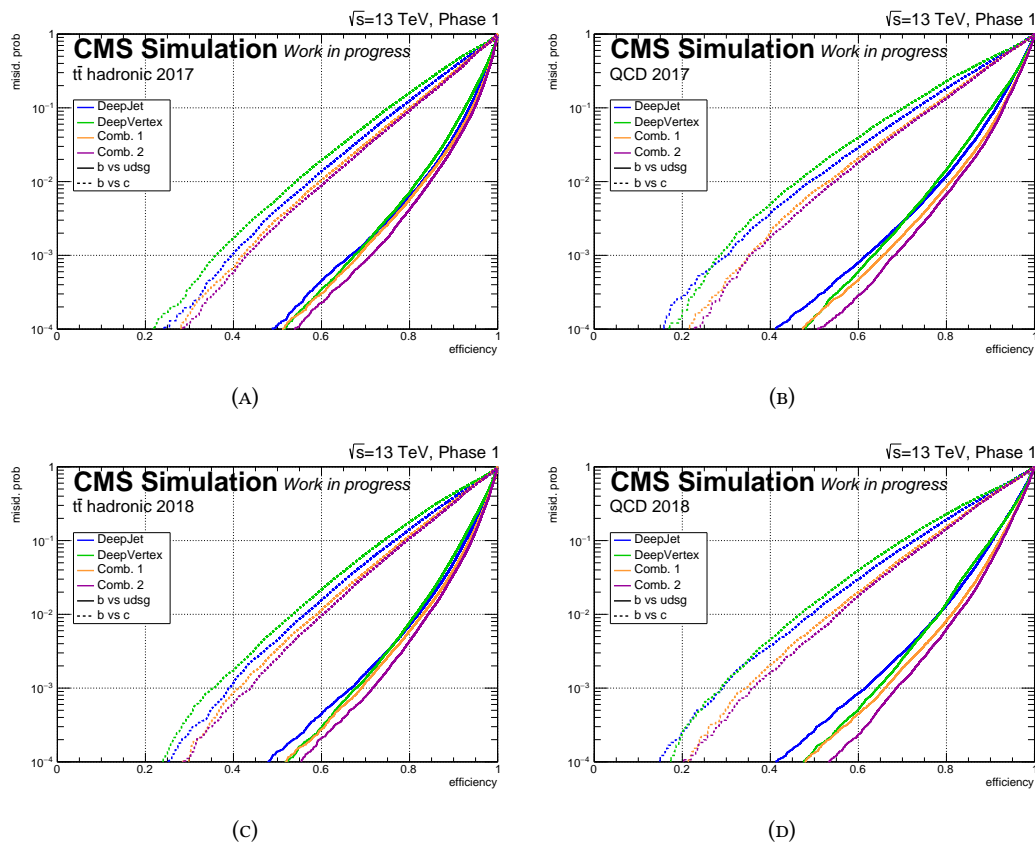 √s=13 TeV, Phase 1
misid. prob
CMS Simulation Work in progress
tt̄ hadronic 2017
DeepJet
DeepVertex
Comb. 1
Comb. 2
b vs udsg
b vs c
1
10⁻¹
10⁻²
10⁻³
10⁻⁴
0 0.2 0.4 0.6 0.8 1
efficiency
(A)
√s=13 TeV, Phase 1
misid. prob
CMS Simulation Work in progress
QCD 2017
DeepJet
DeepVertex
Comb. 1
Comb. 2
b vs udsg
b vs c
1
10⁻¹
10⁻²
10⁻³
10⁻⁴
0 0.2 0.4 0.6 0.8 1
efficiency
(B)
√s=13 TeV, Phase 1
misid. prob
CMS Simulation Work in progress
tt̄ hadronic 2018
DeepJet
DeepVertex
Comb. 1
Comb. 2
b vs udsg
b vs c
1
10⁻¹
10⁻²
10⁻³
10⁻⁴
0 0.2 0.4 0.6 0.8 1
efficiency
(C)
√s=13 TeV, Phase 1
misid. prob
CMS Simulation Work in progress
QCD 2018
DeepJet
DeepVertex
Comb. 1
Comb. 2
b vs udsg
b vs c
1
10⁻¹
10⁻²
10⁻³
10⁻⁴
0 0.2 0.4 0.6 0.8 1
efficiency
(D)